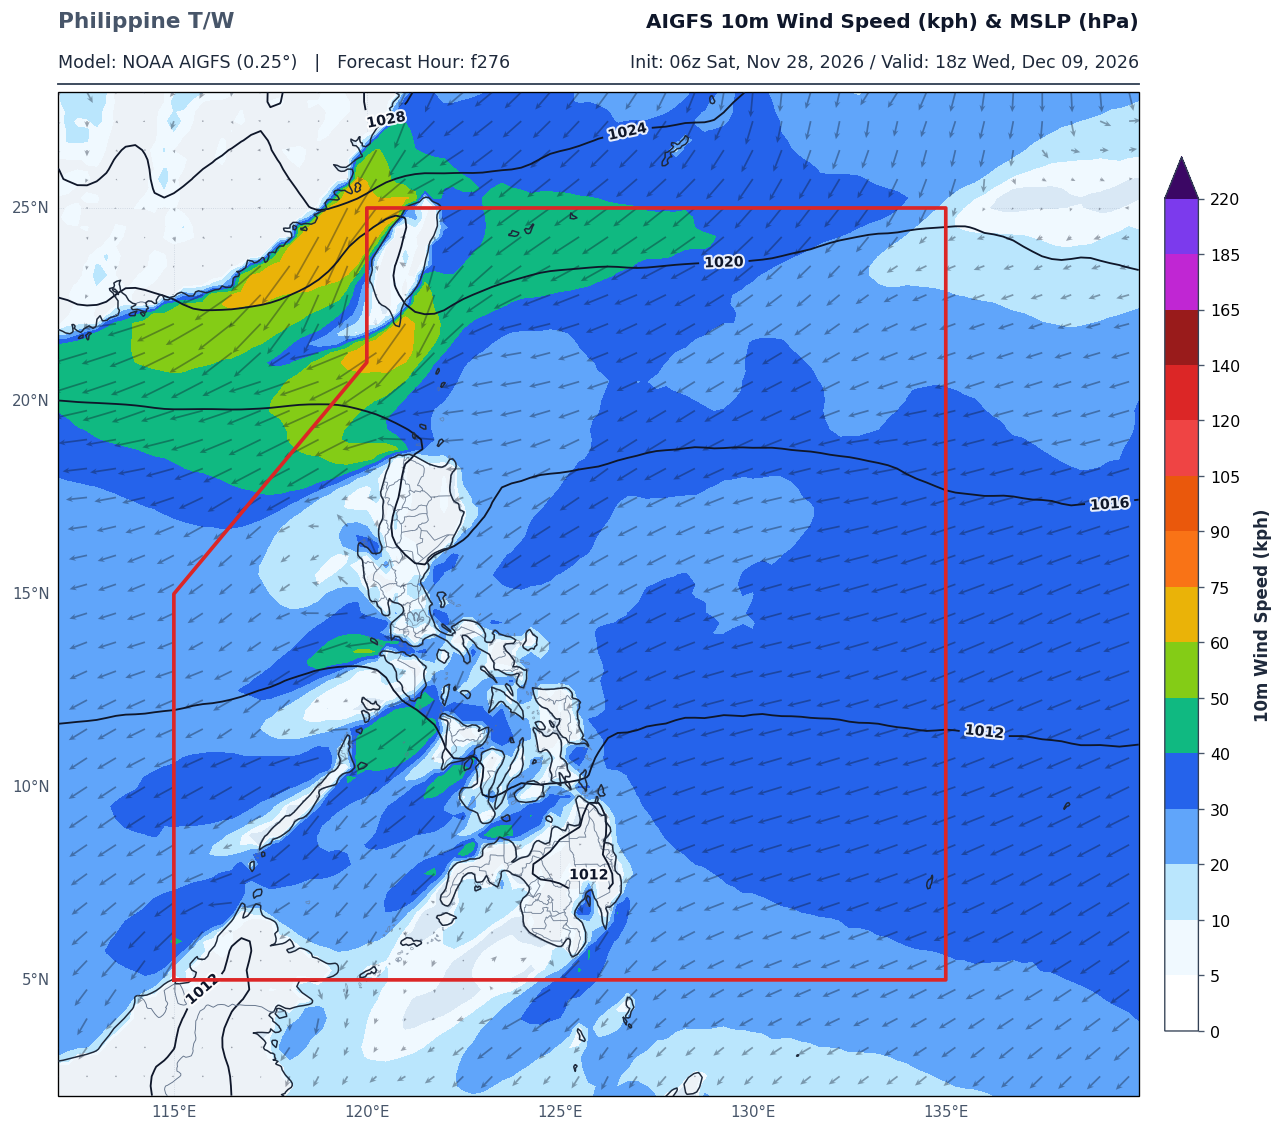 Philippine T/W
AIGFS 10m Wind Speed (kph) & MSLP (hPa)
Model: NOAA AIGFS (0.25°)   |   Forecast Hour: f276
Init: 06z Sat, Nov 28, 2026 / Valid: 18z Wed, Dec 09, 2026
1028
1024
25°N
1020
20°N
1016
15°N
1012
10°N
1012
5°N
1012
115°E
120°E
125°E
130°E
135°E
220
185
165
140
120
105
90
75
60
50
40
30
20
10
5
0
10m Wind Speed (kph)